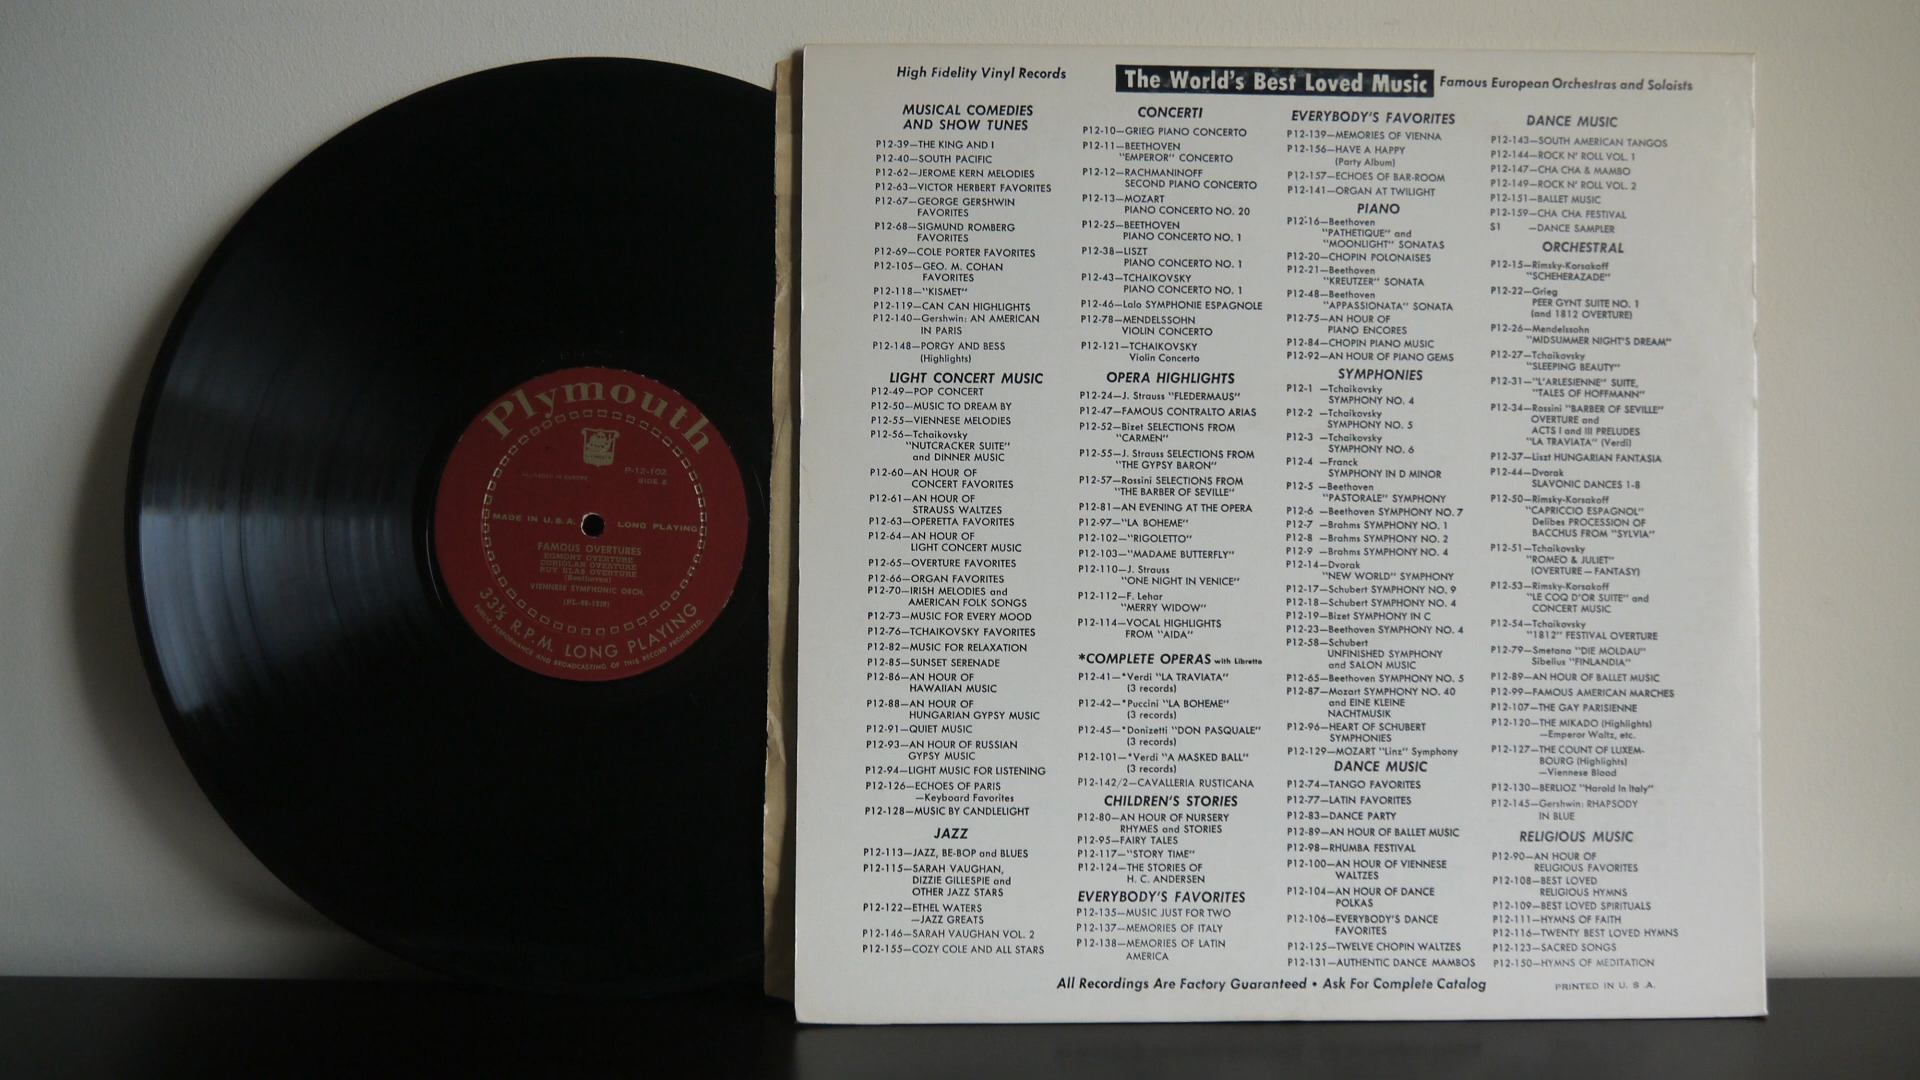 Plymouth
RECORDED IN EUROPE
P-12-102
SIDE 2
MADE IN U.S.A.
LONG PLAYING
FAMOUS OVERTURES
EGMONT OVERTURE
CORIOLAN OVERTURE
RUY BLAS OVERTURE
(Beethoven)
VIENNESE SYMPHONIC ORCH.
33⅓ R.P.M. LONG PLAYING
PUBLIC PERFORMANCE AND BROADCASTING OF THIS RECORD PROHIBITED.
High Fidelity Vinyl Records
The World's Best Loved Music
Famous European Orchestras and Soloists
MUSICAL COMEDIES
AND SHOW TUNES
P12-39—THE KING AND I
P12-40—SOUTH PACIFIC
P12-62—JEROME KERN MELODIES
P12-63—VICTOR HERBERT FAVORITES
P12-67—GEORGE GERSHWIN
FAVORITES
P12-68—SIGMUND ROMBERG
FAVORITES
P12-69—COLE PORTER FAVORITES
P12-105—GEO. M. COHAN
FAVORITES
P12-118—"KISMET"
P12-119—CAN CAN HIGHLIGHTS
P12-140—Gershwin: AN AMERICAN
IN PARIS
P12-148—PORGY AND BESS
(Highlights)
LIGHT CONCERT MUSIC
P12-49—POP CONCERT
P12-50—MUSIC TO DREAM BY
P12-55—VIENNESE MELODIES
P12-56—Tchaikovsky
"NUTCRACKER SUITE"
and DINNER MUSIC
P12-60—AN HOUR OF
CONCERT FAVORITES
P12-61—AN HOUR OF
STRAUSS WALTZES
P12-63—OPERETTA FAVORITES
P12-64—AN HOUR OF
LIGHT CONCERT MUSIC
P12-65—OVERTURE FAVORITES
P12-66—ORGAN FAVORITES
P12-70—IRISH MELODIES and
AMERICAN FOLK SONGS
P12-73—MUSIC FOR EVERY MOOD
P12-76—TCHAIKOVSKY FAVORITES
P12-82—MUSIC FOR RELAXATION
P12-85—SUNSET SERENADE
P12-86—AN HOUR OF
HAWAIIAN MUSIC
P12-88—AN HOUR OF
HUNGARIAN GYPSY MUSIC
P12-91—QUIET MUSIC
P12-93—AN HOUR OF RUSSIAN
GYPSY MUSIC
P12-94—LIGHT MUSIC FOR LISTENING
P12-126—ECHOES OF PARIS
—Keyboard Favorites
P12-128—MUSIC BY CANDLELIGHT
JAZZ
P12-113—JAZZ, BE-BOP and BLUES
P12-115—SARAH VAUGHAN,
DIZZIE GILLESPIE and
OTHER JAZZ STARS
P12-122—ETHEL WATERS
—JAZZ GREATS
P12-146—SARAH VAUGHAN VOL. 2
P12-155—COZY COLE AND ALL STARS
CONCERTI
P12-10—GRIEG PIANO CONCERTO
P12-11—BEETHOVEN
"EMPEROR" CONCERTO
P12-12—RACHMANINOFF
SECOND PIANO CONCERTO
P12-13—MOZART
PIANO CONCERTO NO. 20
P12-25—BEETHOVEN
PIANO CONCERTO NO. 1
P12-38—LISZT
PIANO CONCERTO NO. 1
P12-43—TCHAIKOVSKY
PIANO CONCERTO NO. 1
P12-46—Lalo SYMPHONIE ESPAGNOLE
P12-78—MENDELSSOHN
VIOLIN CONCERTO
P12-121—TCHAIKOVSKY
Violin Concerto
OPERA HIGHLIGHTS
P12-24—J. Strauss "FLEDERMAUS"
P12-47—FAMOUS CONTRALTO ARIAS
P12-52—Bizet SELECTIONS FROM
"CARMEN"
P12-55—J. Strauss SELECTIONS FROM
"THE GYPSY BARON"
P12-57—Rossini SELECTIONS FROM
"THE BARBER OF SEVILLE"
P12-81—AN EVENING AT THE OPERA
P12-97—"LA BOHEME"
P12-102—"RIGOLETTO"
P12-103—"MADAME BUTTERFLY"
P12-110—J. Strauss
"ONE NIGHT IN VENICE"
P12-112—F. Lehar
"MERRY WIDOW"
P12-114—VOCAL HIGHLIGHTS
FROM "AIDA"
*COMPLETE OPERAS with Libretto
P12-41—*Verdi "LA TRAVIATA"
(3 records)
P12-42—*Puccini "LA BOHEME"
(3 records)
P12-45—*Donizetti "DON PASQUALE"
(3 records)
P12-101—*Verdi "A MASKED BALL"
(3 records)
P12-142/2—CAVALLERIA RUSTICANA
CHILDREN'S STORIES
P12-80—AN HOUR OF NURSERY
RHYMES and STORIES
P12-95—FAIRY TALES
P12-117—"STORY TIME"
P12-124—THE STORIES OF
H. C. ANDERSEN
EVERYBODY'S FAVORITES
P12-135—MUSIC JUST FOR TWO
P12-137—MEMORIES OF ITALY
P12-138—MEMORIES OF LATIN
AMERICA
EVERYBODY'S FAVORITES
P12-139—MEMORIES OF VIENNA
P12-156—HAVE A HAPPY
(Party Album)
P12-157—ECHOES OF BAR-ROOM
P12-141—ORGAN AT TWILIGHT
PIANO
P12-16—Beethoven
"PATHETIQUE" and
"MOONLIGHT" SONATAS
P12-20—CHOPIN POLONAISES
P12-21—Beethoven
"KREUTZER" SONATA
P12-48—Beethoven
"APPASSIONATA" SONATA
P12-75—AN HOUR OF
PIANO ENCORES
P12-84—CHOPIN PIANO MUSIC
P12-92—AN HOUR OF PIANO GEMS
SYMPHONIES
P12-1 —Tchaikovsky
SYMPHONY NO. 4
P12-2 —Tchaikovsky
SYMPHONY NO. 5
P12-3 —Tchaikovsky
SYMPHONY NO. 6
P12-4 —Franck
SYMPHONY IN D MINOR
P12-5 —Beethoven
"PASTORALE" SYMPHONY
P12-6 —Beethoven SYMPHONY NO. 7
P12-7 —Brahms SYMPHONY NO. 1
P12-8 —Brahms SYMPHONY NO. 2
P12-9 —Brahms SYMPHONY NO. 4
P12-14—Dvorak
"NEW WORLD" SYMPHONY
P12-17—Schubert SYMPHONY NO. 9
P12-18—Schubert SYMPHONY NO. 4
P12-19—Bizet SYMPHONY IN C
P12-23—Beethoven SYMPHONY NO. 4
P12-58—Schubert
UNFINISHED SYMPHONY
and SALON MUSIC
P12-65—Beethoven SYMPHONY NO. 5
P12-87—Mozart SYMPHONY NO. 40
and EINE KLEINE
NACHTMUSIK
P12-96—HEART OF SCHUBERT
SYMPHONIES
P12-129—MOZART "Linz" Symphony
DANCE MUSIC
P12-74—TANGO FAVORITES
P12-77—LATIN FAVORITES
P12-83—DANCE PARTY
P12-89—AN HOUR OF BALLET MUSIC
P12-98—RHUMBA FESTIVAL
P12-100—AN HOUR OF VIENNESE
WALTZES
P12-104—AN HOUR OF DANCE
POLKAS
P12-106—EVERYBODY'S DANCE
FAVORITES
P12-125—TWELVE CHOPIN WALTZES
P12-131—AUTHENTIC DANCE MAMBOS
DANCE MUSIC
P12-143—SOUTH AMERICAN TANGOS
P12-144—ROCK N' ROLL VOL. 1
P12-147—CHA CHA & MAMBO
P12-149—ROCK N' ROLL VOL. 2
P12-151—BALLET MUSIC
P12-159—CHA CHA FESTIVAL
S1 —DANCE SAMPLER
ORCHESTRAL
P12-15—Rimsky-Korsakoff
"SCHEHERAZADE"
P12-22—Grieg
PEER GYNT SUITE NO. 1
(and 1812 OVERTURE)
P12-26—Mendelssohn
"MIDSUMMER NIGHT'S DREAM"
P12-27—Tchaikovsky
"SLEEPING BEAUTY"
P12-31—"L'ARLESIENNE" SUITE,
"TALES OF HOFFMANN"
P12-34—Rossini "BARBER OF SEVILLE"
OVERTURE and
ACTS I and III PRELUDES
"LA TRAVIATA" (Verdi)
P12-37—Liszt HUNGARIAN FANTASIA
P12-44—Dvorak
SLAVONIC DANCES 1-8
P12-50—Rimsky-Korsakoff
"CAPRICCIO ESPAGNOL"
Delibes PROCESSION OF
BACCHUS FROM "SYLVIA"
P12-51—Tchaikovsky
"ROMEO & JULIET"
(OVERTURE — FANTASY)
P12-53—Rimsky-Korsakoff
"LE COQ D'OR SUITE" and
CONCERT MUSIC
P12-54—Tchaikovsky
"1812" FESTIVAL OVERTURE
P12-79—Smetana "DIE MOLDAU"
Sibelius "FINLANDIA"
P12-89—AN HOUR OF BALLET MUSIC
P12-99—FAMOUS AMERICAN MARCHES
P12-107—THE GAY PARISIENNE
P12-120—THE MIKADO (Highlights)
—Emperor Waltz, etc.
P12-127—THE COUNT OF LUXEM-
BOURG (Highlights)
—Viennese Blood
P12-130—BERLIOZ "Harold In Italy"
P12-145—Gershwin: RHAPSODY
IN BLUE
RELIGIOUS MUSIC
P12-90—AN HOUR OF
RELIGIOUS FAVORITES
P12-108—BEST LOVED
RELIGIOUS HYMNS
P12-109—BEST LOVED SPIRITUALS
P12-111—HYMNS OF FAITH
P12-116—TWENTY BEST LOVED HYMNS
P12-123—SACRED SONGS
P12-150—HYMNS OF MEDITATION
All Recordings Are Factory Guaranteed • Ask For Complete Catalog
PRINTED IN U. S .A.